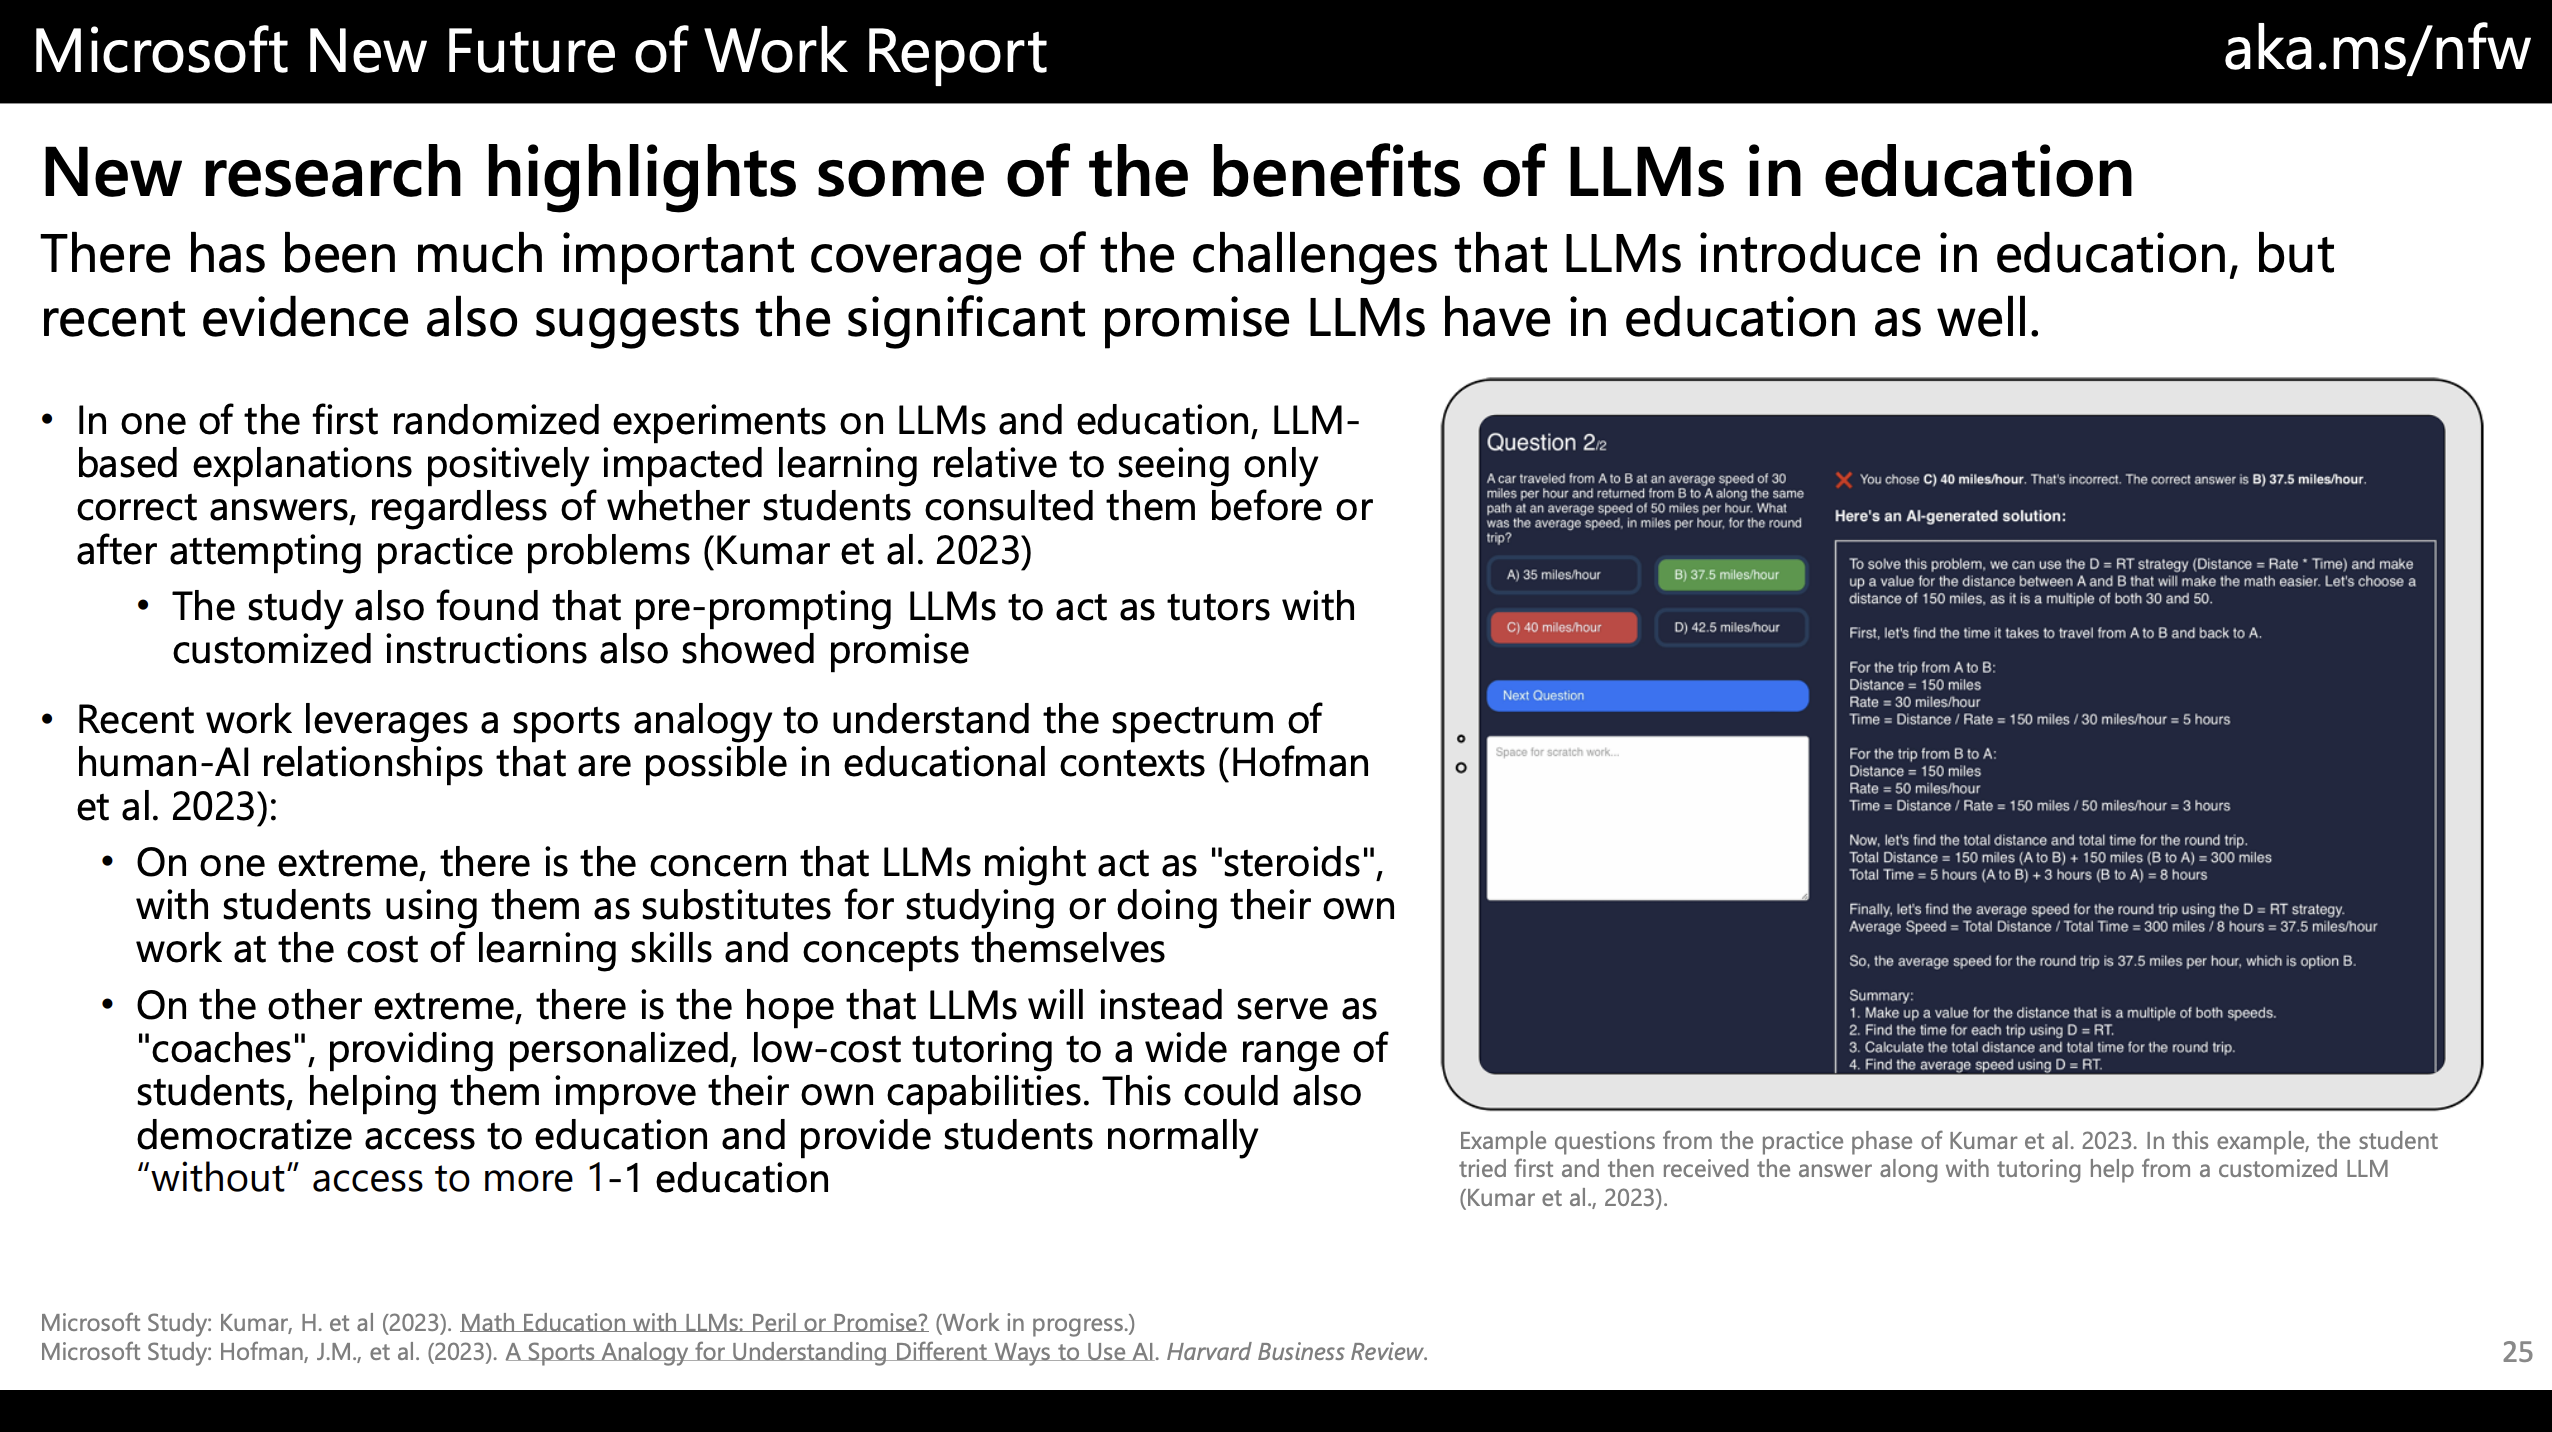 Microsoft New Future of Work Report
aka.ms/nfw
New research highlights some of the benefits of LLMs in education
There has been much important coverage of the challenges that LLMs introduce in education, but
recent evidence also suggests the significant promise LLMs have in education as well.
• In one of the first randomized experiments on LLMs and education, LLM-
based explanations positively impacted learning relative to seeing only
correct answers, regardless of whether students consulted them before or
after attempting practice problems (Kumar et al. 2023)
• The study also found that pre-prompting LLMs to act as tutors with
customized instructions also showed promise
• Recent work leverages a sports analogy to understand the spectrum of
human-AI relationships that are possible in educational contexts (Hofman
et al. 2023):
• On one extreme, there is the concern that LLMs might act as "steroids",
with students using them as substitutes for studying or doing their own
work at the cost of learning skills and concepts themselves
• On the other extreme, there is the hope that LLMs will instead serve as
"coaches", providing personalized, low-cost tutoring to a wide range of
students, helping them improve their own capabilities. This could also
democratize access to education and provide students normally
“without” access to more 1-1 education
Question 2/2
A car traveled from A to B at an average speed of 30
miles per hour and returned from B to A along the same
path at an average speed of 50 miles per hour. What
was the average speed, in miles per hour, for the round
trip?
A) 35 miles/hour
B) 37.5 miles/hour
C) 40 miles/hour
D) 42.5 miles/hour
Next Question
Space for scratch work...
You chose C) 40 miles/hour. That's incorrect. The correct answer is B) 37.5 miles/hour.
Here's an AI-generated solution:
To solve this problem, we can use the D = RT strategy (Distance = Rate * Time) and make
up a value for the distance between A and B that will make the math easier. Let's choose a
distance of 150 miles, as it is a multiple of both 30 and 50.
First, let's find the time it takes to travel from A to B and back to A.
For the trip from A to B:
Distance = 150 miles
Rate = 30 miles/hour
Time = Distance / Rate = 150 miles / 30 miles/hour = 5 hours
For the trip from B to A:
Distance = 150 miles
Rate = 50 miles/hour
Time = Distance / Rate = 150 miles / 50 miles/hour = 3 hours
Now, let's find the total distance and total time for the round trip.
Total Distance = 150 miles (A to B) + 150 miles (B to A) = 300 miles
Total Time = 5 hours (A to B) + 3 hours (B to A) = 8 hours
Finally, let's find the average speed for the round trip using the D = RT strategy.
Average Speed = Total Distance / Total Time = 300 miles / 8 hours = 37.5 miles/hour
So, the average speed for the round trip is 37.5 miles per hour, which is option B.
Summary:
1. Make up a value for the distance that is a multiple of both speeds.
2. Find the time for each trip using D = RT.
3. Calculate the total distance and total time for the round trip.
4. Find the average speed using D = RT.
Example questions from the practice phase of Kumar et al. 2023. In this example, the student
tried first and then received the answer along with tutoring help from a customized LLM
(Kumar et al., 2023).
Microsoft Study: Kumar, H. et al (2023). Math Education with LLMs: Peril or Promise? (Work in progress.)
Microsoft Study: Hofman, J.M., et al. (2023). A Sports Analogy for Understanding Different Ways to Use AI. Harvard Business Review.
25